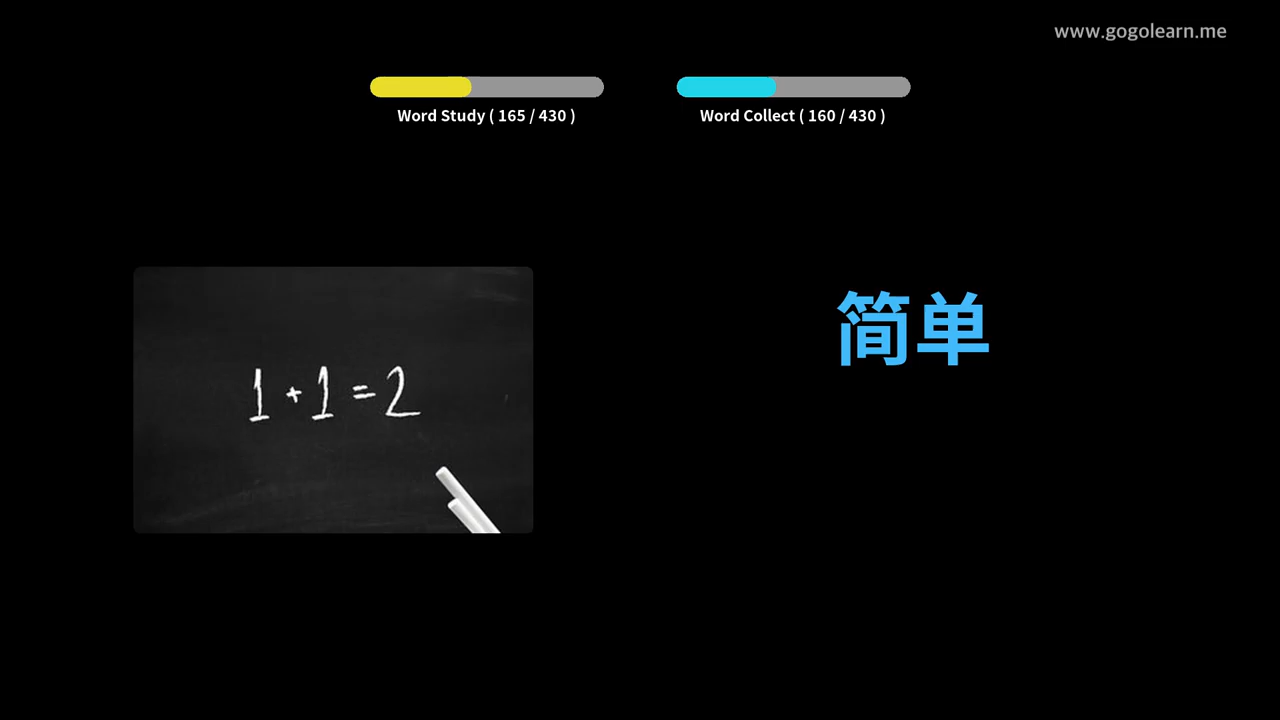 www.gogolearn.me
Word Study ( 165 / 430 )
Word Collect ( 160 / 430 )
简单
1 + 1 = 2